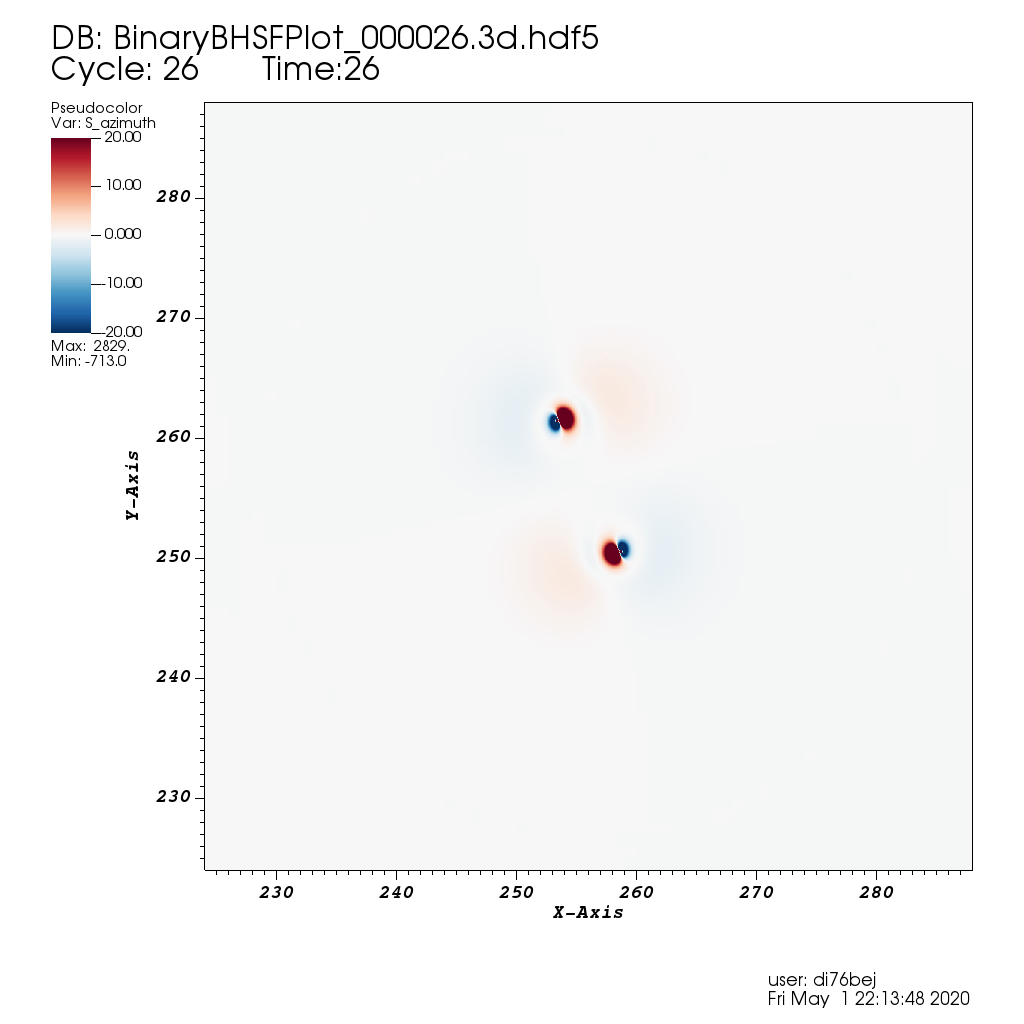 DB: BinaryBHSFPlot_000026.3d.hdf5
Cycle: 26 Time:26
Pseudocolor
Var: S_azimuth
20.00
10.00
0.000
-10.00
-20.00
Max: 2829.
Min: -713.0
280
270
260
250
240
230
Y-Axis
230 240 250 260 270 280
X-Axis
user: di76bej
Fri May 1 22:13:48 2020